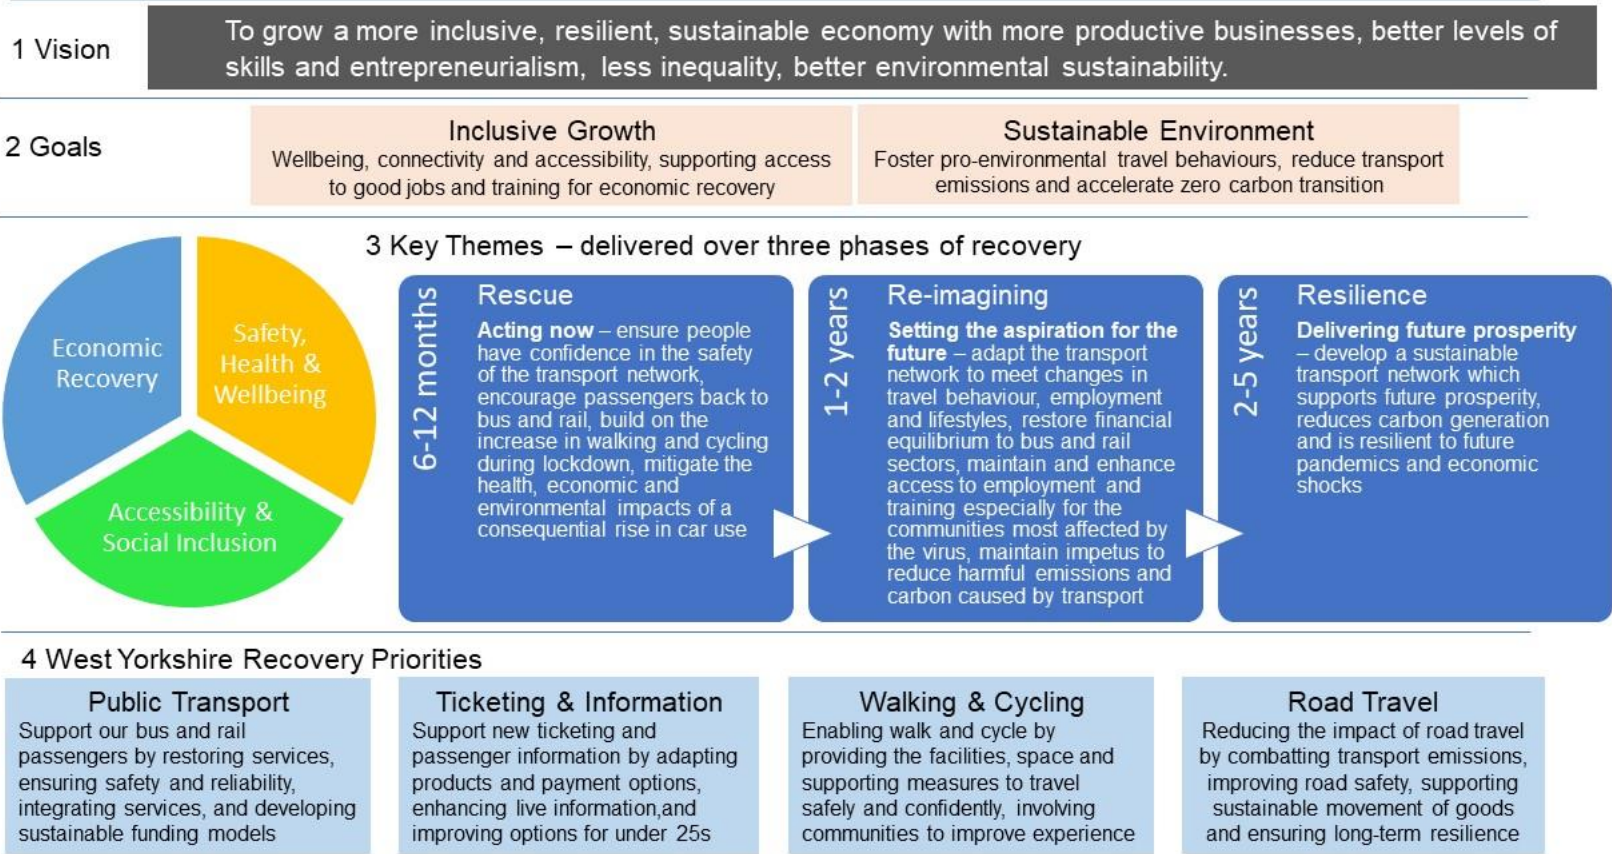 1 Vision
To grow a more inclusive, resilient, sustainable economy with more productive businesses, better levels of
skills and entrepreneurialism, less inequality, better environmental sustainability.
2 Goals
Inclusive Growth
Wellbeing, connectivity and accessibility, supporting access
to good jobs and training for economic recovery
Sustainable Environment
Foster pro-environmental travel behaviours, reduce transport
emissions and accelerate zero carbon transition
3 Key Themes – delivered over three phases of recovery
Economic
Recovery
Safety,
Health &
Wellbeing
Accessibility &
Social Inclusion
6-12 months
Rescue
Acting now – ensure people
have confidence in the safety
of the transport network,
encourage passengers back to
bus and rail, build on the
increase in walking and cycling
during lockdown, mitigate the
health, economic and
environmental impacts of a
consequential rise in car use
1-2 years
Re-imagining
Setting the aspiration for the
future – adapt the transport
network to meet changes in
travel behaviour, employment
and lifestyles, restore financial
equilibrium to bus and rail
sectors, maintain and enhance
access to employment and
training especially for the
communities most affected by
the virus, maintain impetus to
reduce harmful emissions and
carbon caused by transport
2-5 years
Resilience
Delivering future prosperity
– develop a sustainable
transport network which
supports future prosperity,
reduces carbon generation
and is resilient to future
pandemics and economic
shocks
4 West Yorkshire Recovery Priorities
Public Transport
Support our bus and rail
passengers by restoring services,
ensuring safety and reliability,
integrating services, and developing
sustainable funding models
Ticketing & Information
Support new ticketing and
passenger information by adapting
products and payment options,
enhancing live information,and
improving options for under 25s
Walking & Cycling
Enabling walk and cycle by
providing the facilities, space and
supporting measures to travel
safely and confidently, involving
communities to improve experience
Road Travel
Reducing the impact of road travel
by combatting transport emissions,
improving road safety, supporting
sustainable movement of goods
and ensuring long-term resilience